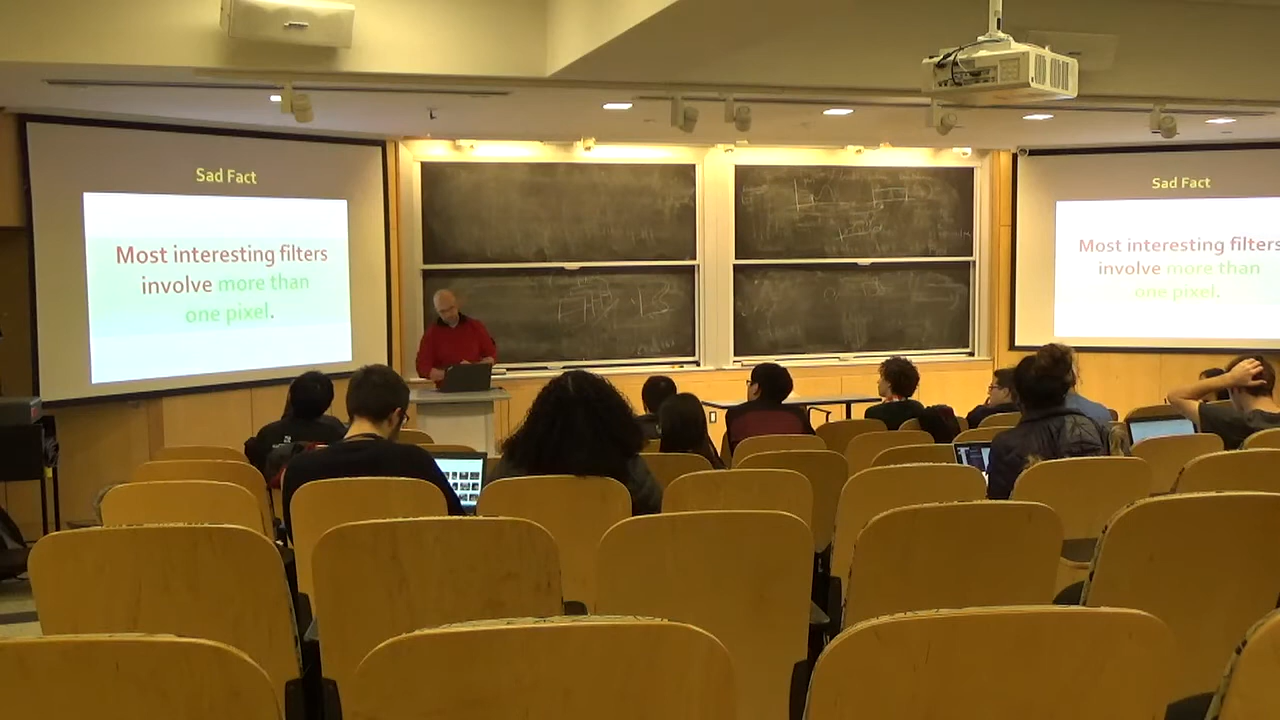 Sad Fact
Most interesting filters
involve more than
one pixel.
Sad Fact
Most interesting filters
involve more than
one pixel.